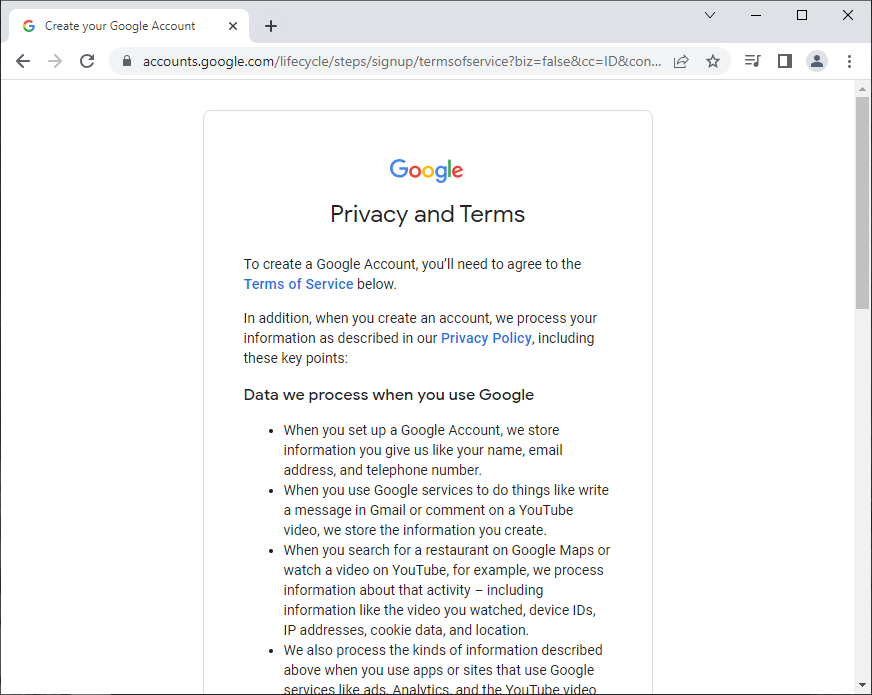 Create your Google Account
accounts.google.com/lifecycle/steps/signup/termsofservice?biz=false&cc=ID&con...
Google
Privacy and Terms
To create a Google Account, you’ll need to agree to the
Terms of Service below.
In addition, when you create an account, we process your
information as described in our Privacy Policy, including
these key points:
Data we process when you use Google
• When you set up a Google Account, we store
information you give us like your name, email
address, and telephone number.
• When you use Google services to do things like write
a message in Gmail or comment on a YouTube
video, we store the information you create.
• When you search for a restaurant on Google Maps or
watch a video on YouTube, for example, we process
information about that activity – including
information like the video you watched, device IDs,
IP addresses, cookie data, and location.
• We also process the kinds of information described
above when you use apps or sites that use Google
services like ads, Analytics, and the YouTube video